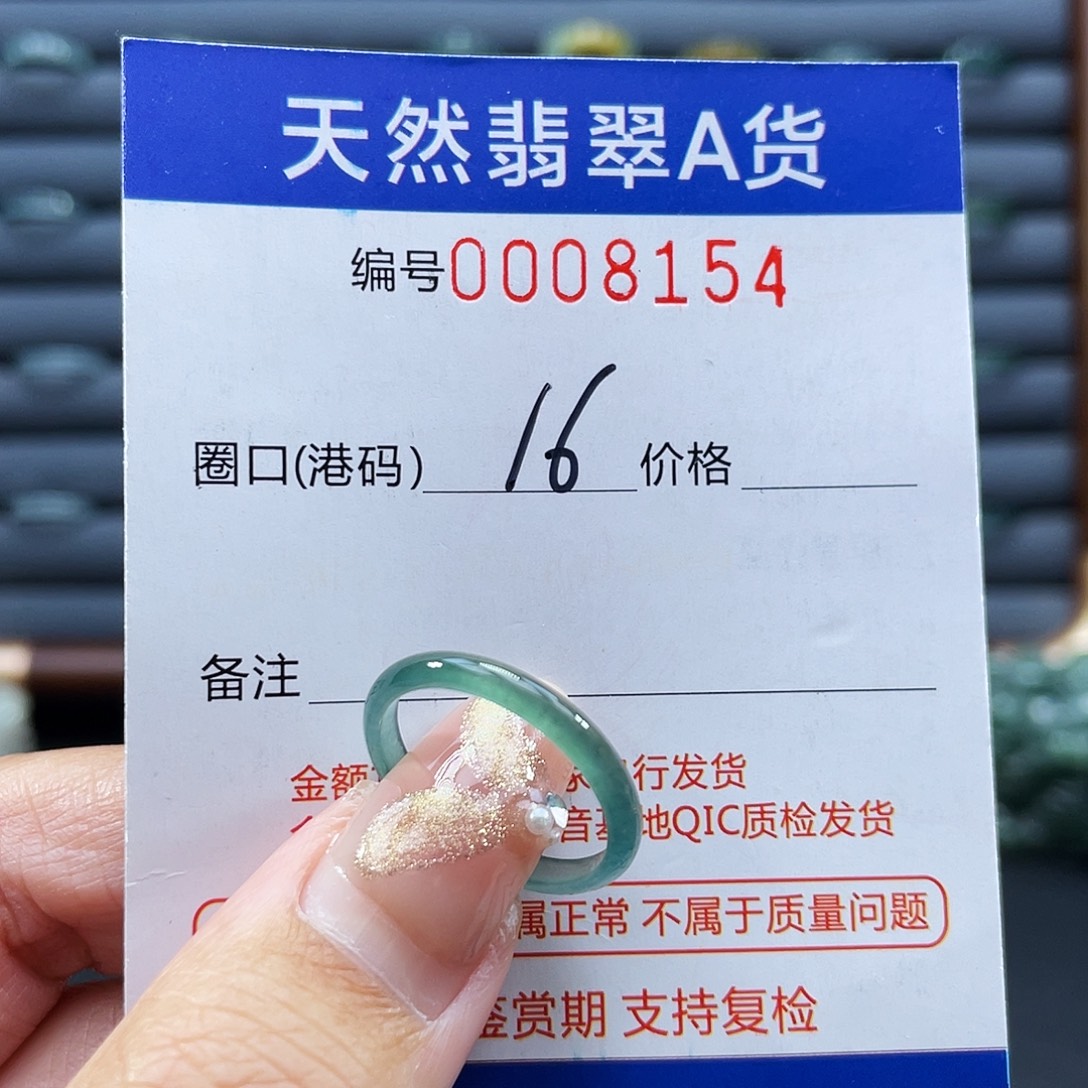 天然翡翠A货
编号0008154
圈口(港码) 16 价格
备注
金额 行发货
音基地QIC质检发货
属正常 不属于质量问题
鉴赏期 支持复检